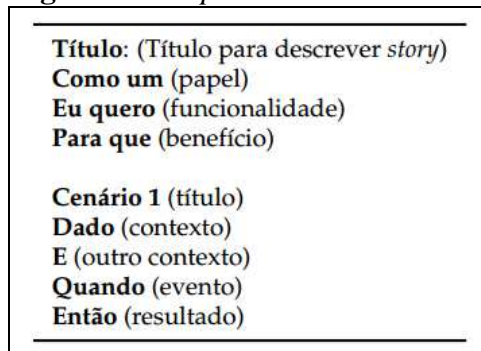 Título: (Título para descrever story)
Como um (papel)
Eu quero (funcionalidade)
Para que (benefício)
Cenário 1 (título)
Dado (contexto)
E (outro contexto)
Quando (evento)
Então (resultado)